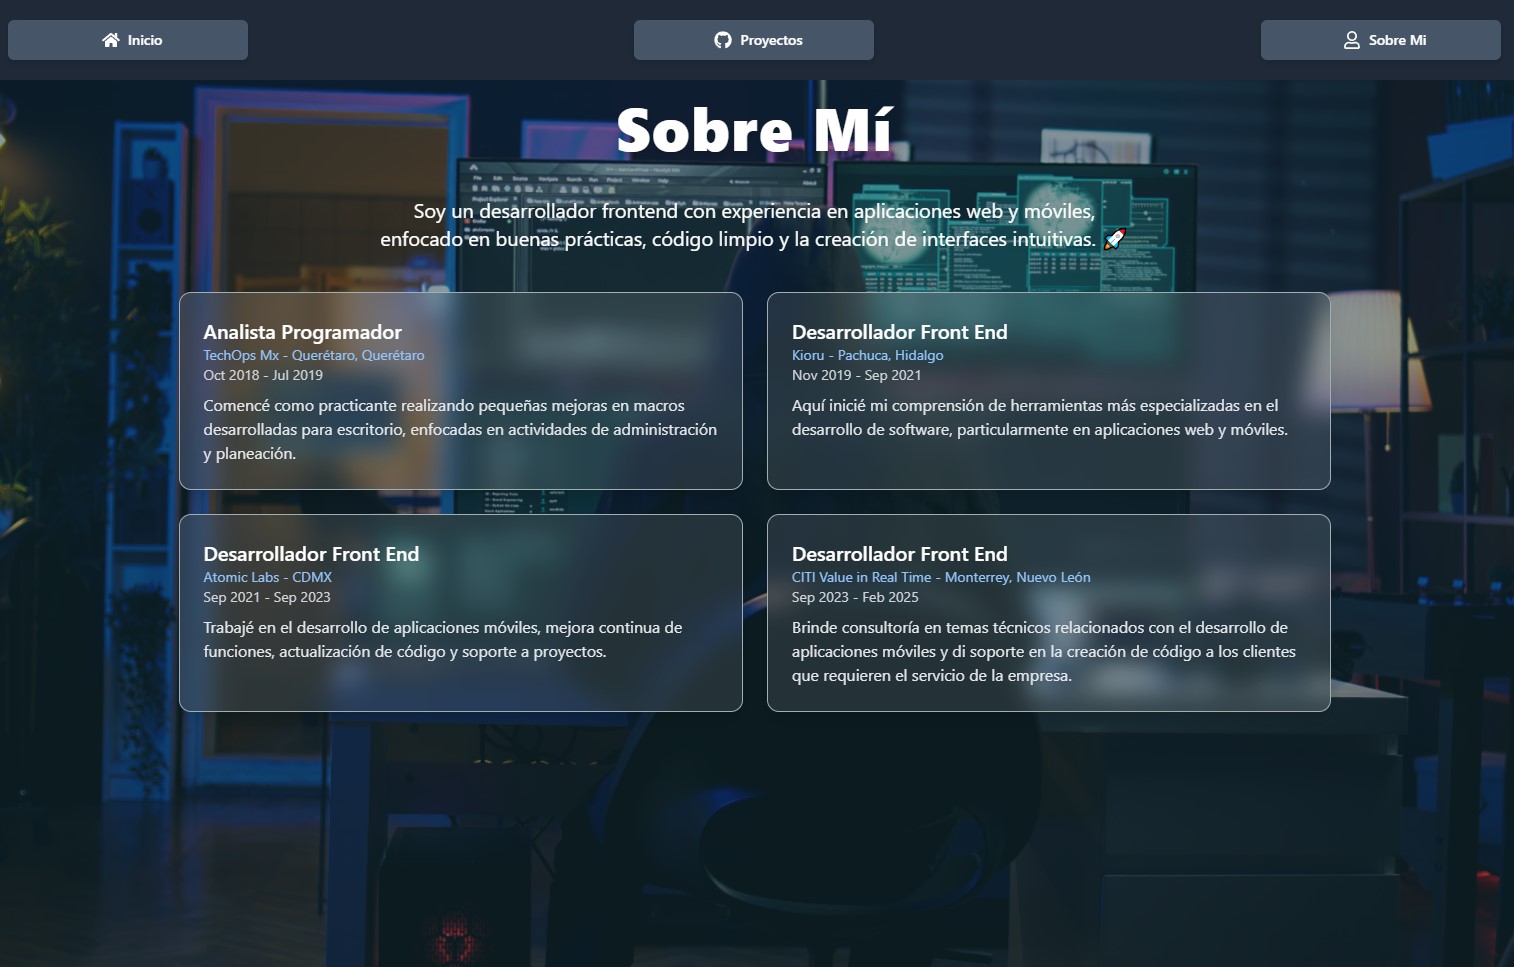 Inicio
Proyectos
Sobre Mi
Sobre Mí
Soy un desarrollador frontend con experiencia en aplicaciones web y móviles,
enfocado en buenas prácticas, código limpio y la creación de interfaces intuitivas. 🚀
Analista Programador
TechOps Mx - Querétaro, Querétaro
Oct 2018 - Jul 2019
Comencé como practicante realizando pequeñas mejoras en macros
desarrolladas para escritorio, enfocadas en actividades de administración
y planeación.
Desarrollador Front End
Kioru - Pachuca, Hidalgo
Nov 2019 - Sep 2021
Aquí inicié mi comprensión de herramientas más especializadas en el
desarrollo de software, particularmente en aplicaciones web y móviles.
Desarrollador Front End
Atomic Labs - CDMX
Sep 2021 - Sep 2023
Trabajé en el desarrollo de aplicaciones móviles, mejora continua de
funciones, actualización de código y soporte a proyectos.
Desarrollador Front End
CITI Value in Real Time - Monterrey, Nuevo León
Sep 2023 - Feb 2025
Brinde consultoría en temas técnicos relacionados con el desarrollo de
aplicaciones móviles y di soporte en la creación de código a los clientes
que requieren el servicio de la empresa.